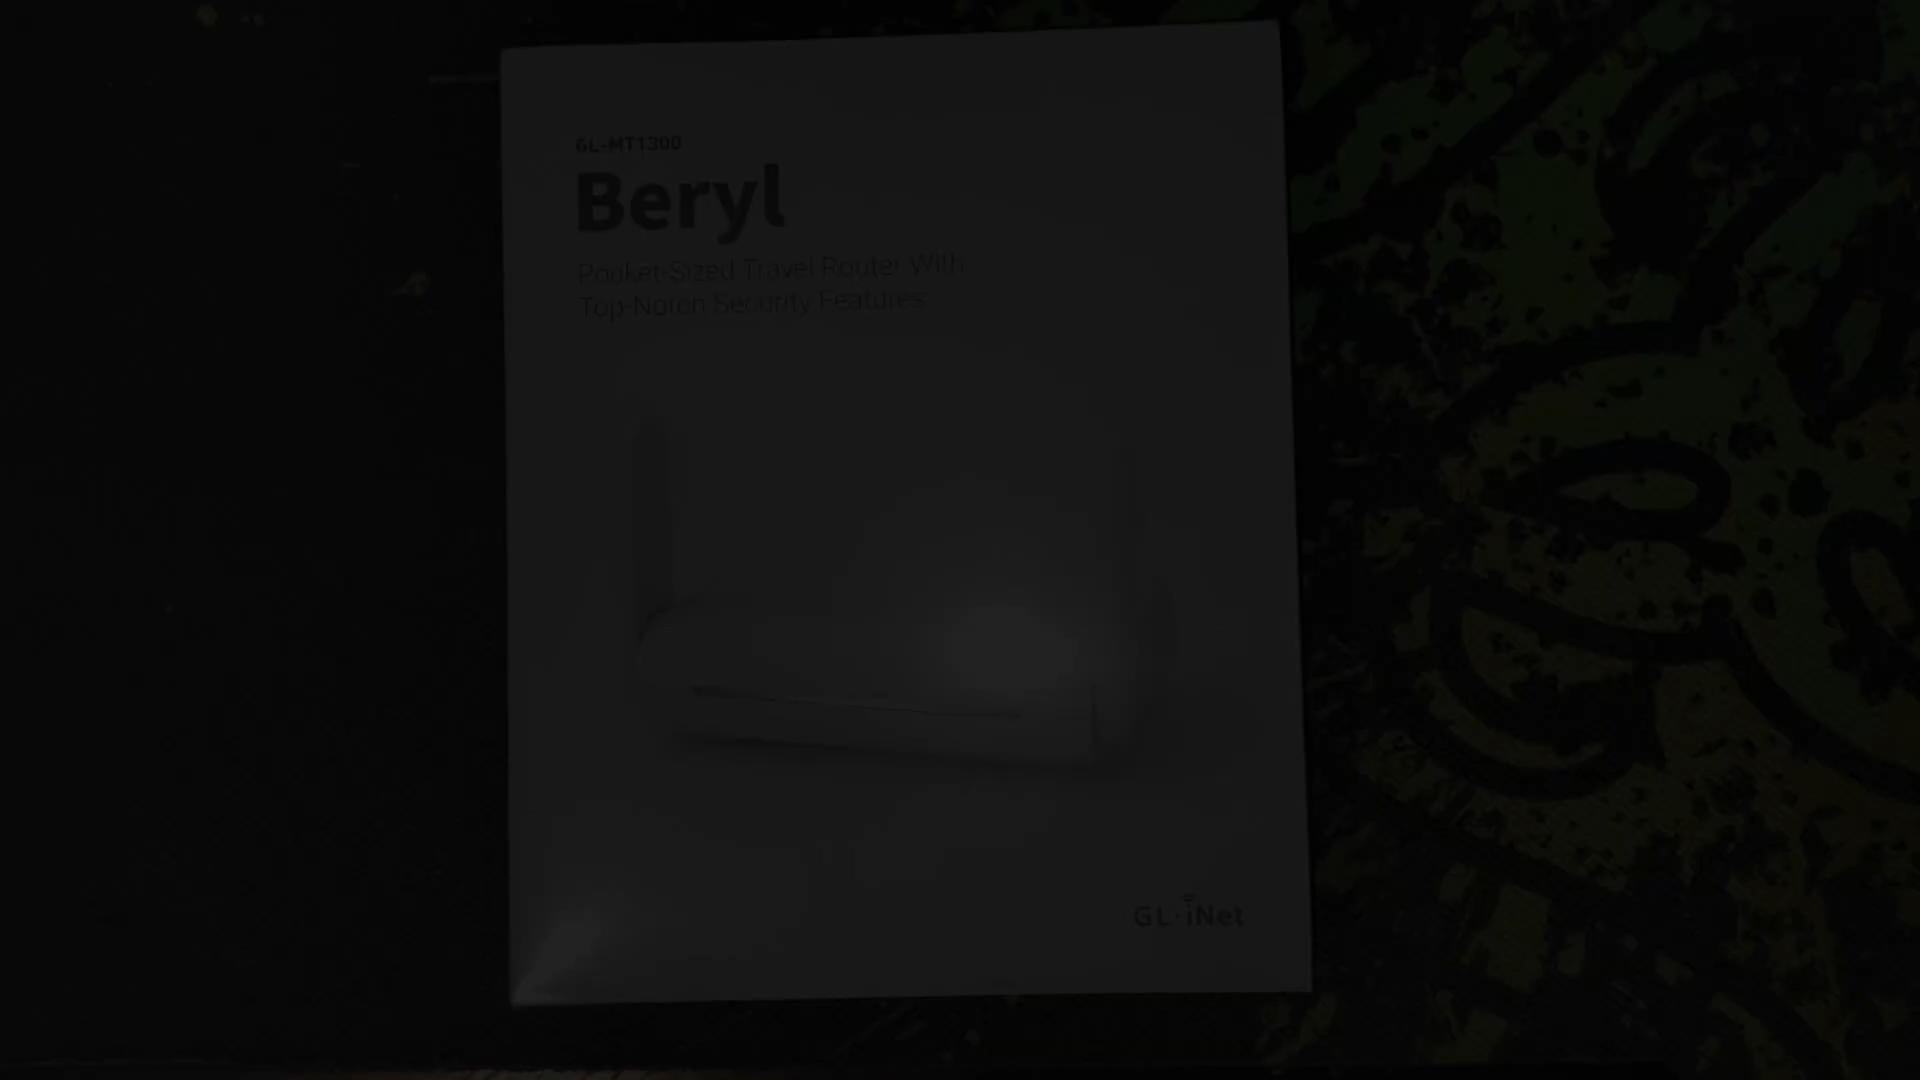 GL-MT1300
Beryl
Pocket-Sized Travel Router With
Top-Notch Security Features
GL·iNet